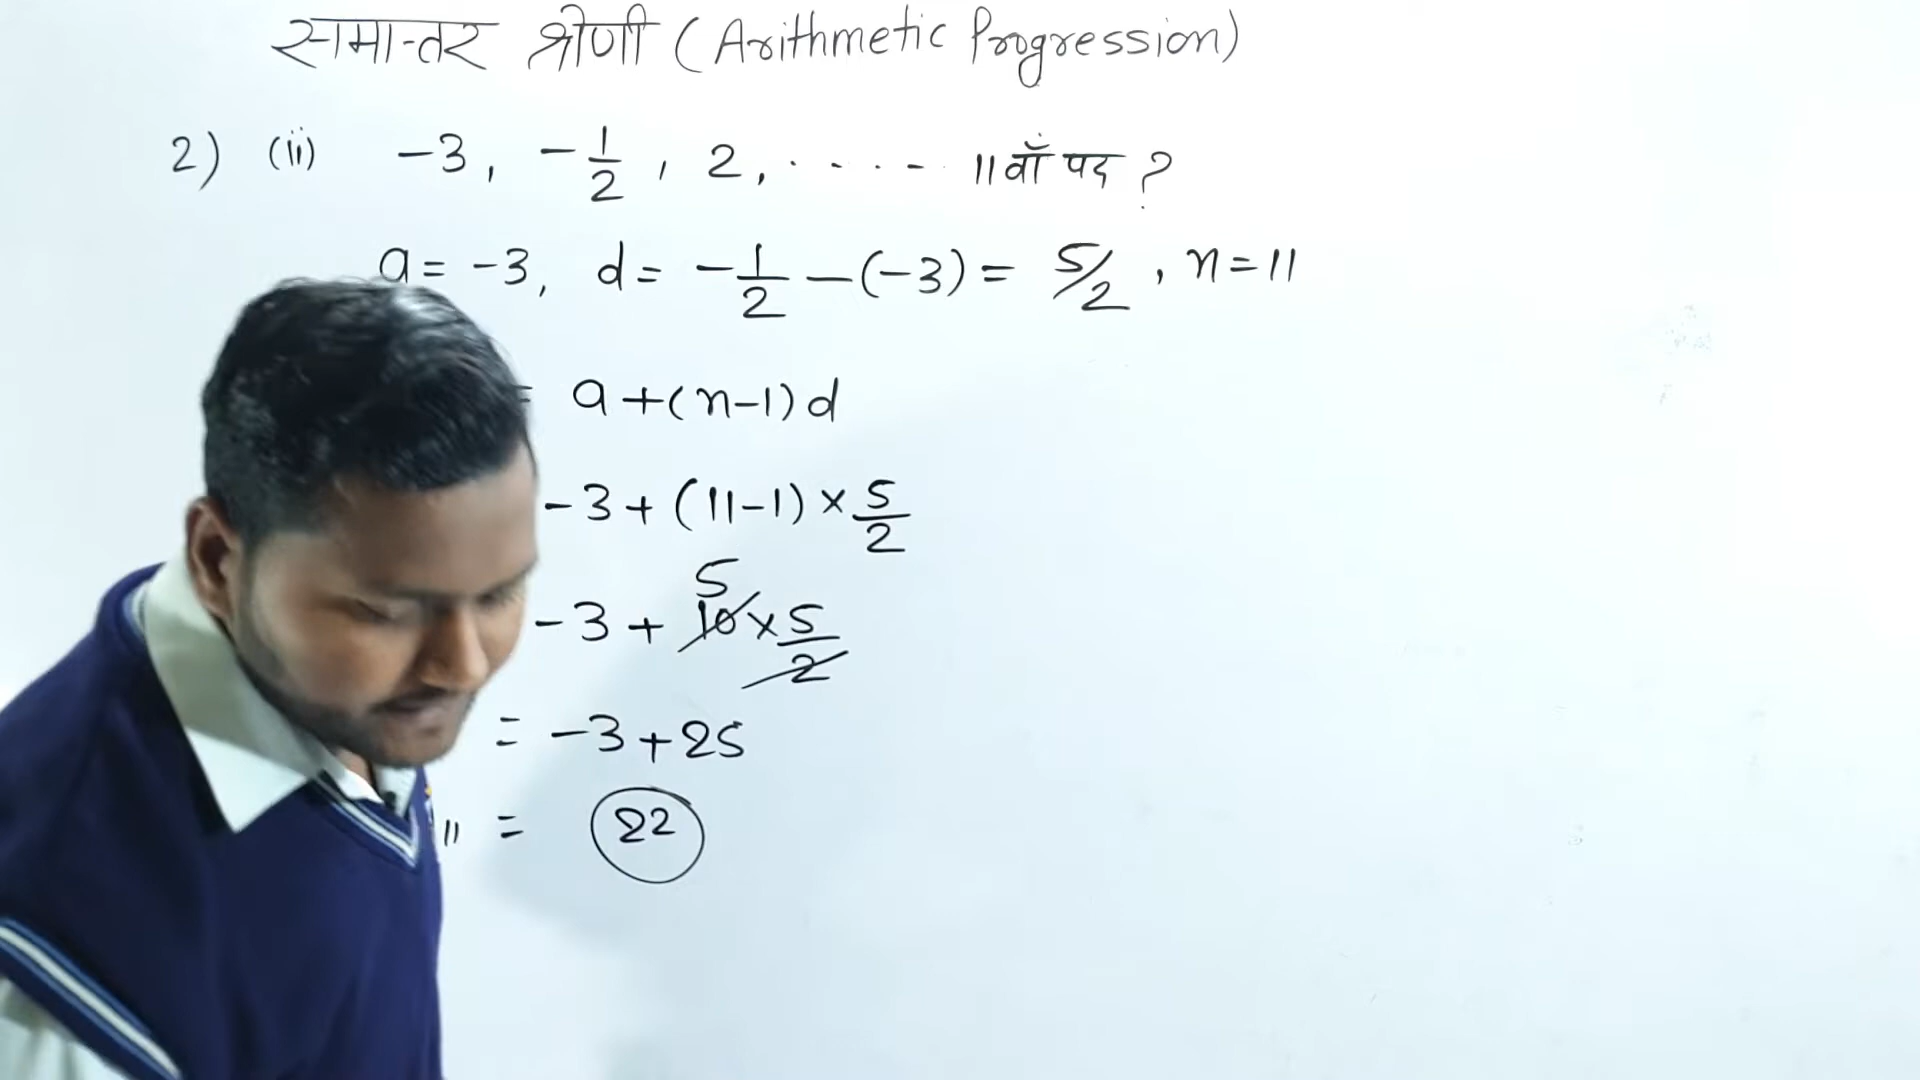 समान्तर श्रेणी (Arithmetic Progression)
2) (ii) -3, -1/2, 2, ..... 11वाँ पद ?
a = -3, d = -1/2 - (-3) = 5/2, n = 11
= a + (n-1) d
-3 + (11-1) × 5/2
5
-3 + 10 × 5/2
= -3 + 25
11 = 22